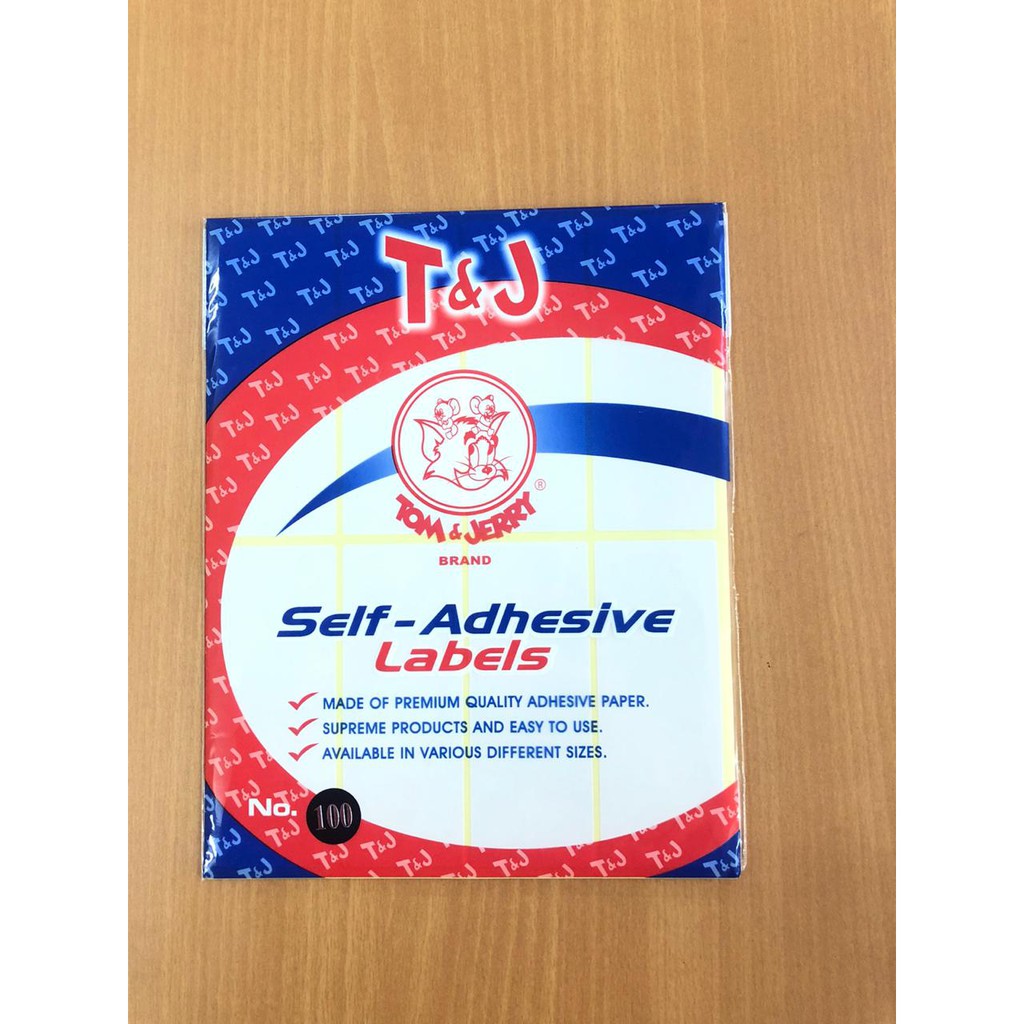 T&J
TOM & JERRY ®
BRAND
Self-Adhesive
Labels
MADE OF PREMIUM QUALITY ADHESIVE PAPER.
SUPREME PRODUCTS AND EASY TO USE.
AVAILABLE IN VARIOUS DIFFERENT SIZES.
No. 100